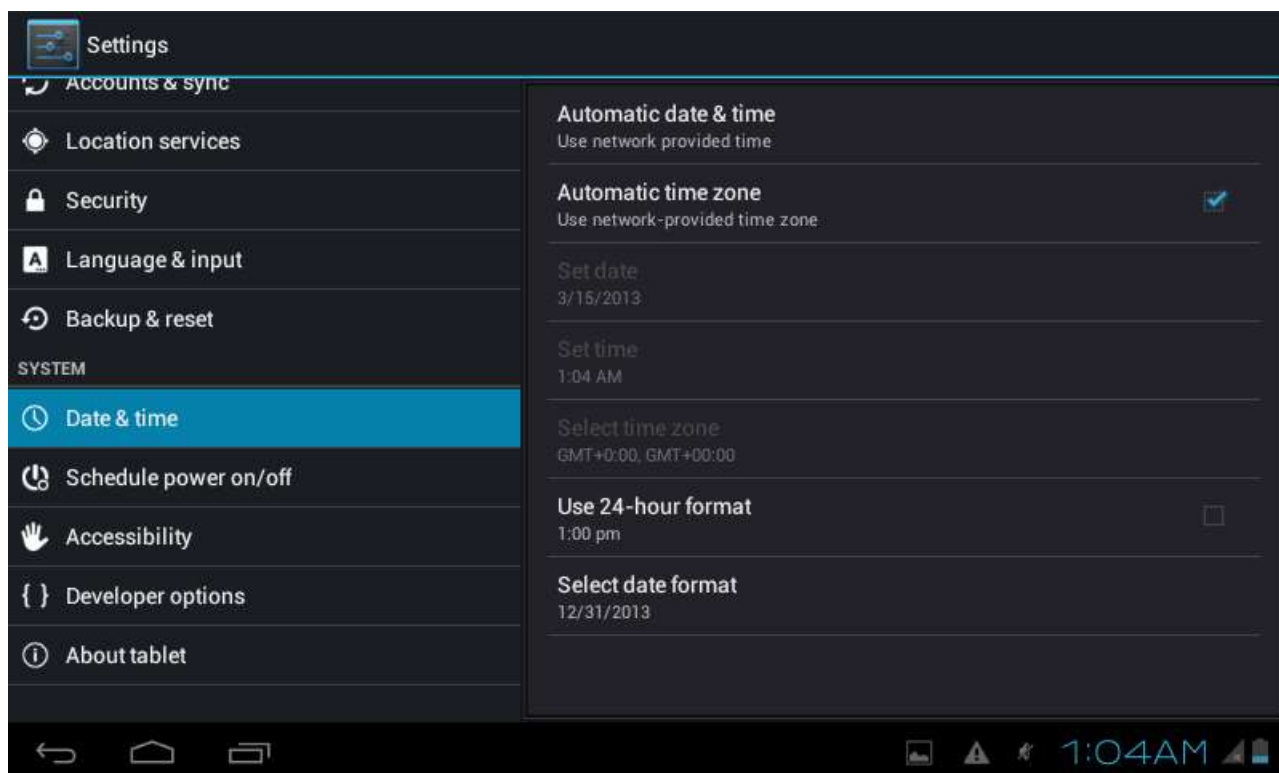 Settings
Accounts & sync
Location services
Security
Language & input
Backup & reset
SYSTEM
Date & time
Schedule power on/off
Accessibility
{ } Developer options
About tablet
Automatic date & time
Use network provided time
Automatic time zone
Use network-provided time zone
Set date
3/15/2013
Set time
1:04 AM
Select time zone
GMT+0:00, GMT+00:00
Use 24-hour format
1:00 pm
Select date format
12/31/2013
1:04AM